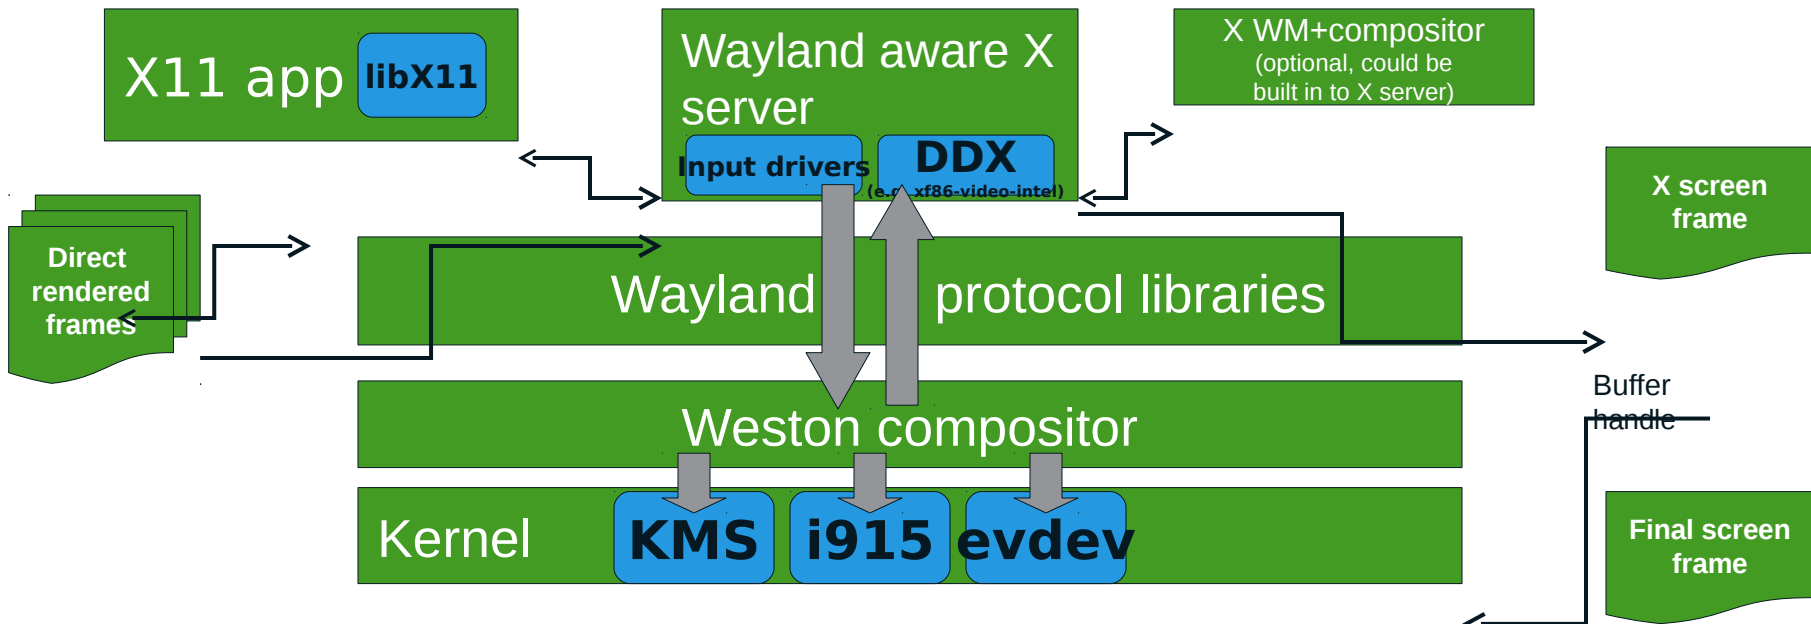 X11 app
libX11
Wayland aware X
server
Input drivers
DDX
(e.g. xf86-video-intel)
X WM+compositor
(optional, could be
built in to X server)
X screen
frame
Direct
rendered
frames
Wayland protocol libraries
Buffer
handle
Weston compositor
Kernel
KMS
i915
evdev
Final screen
frame